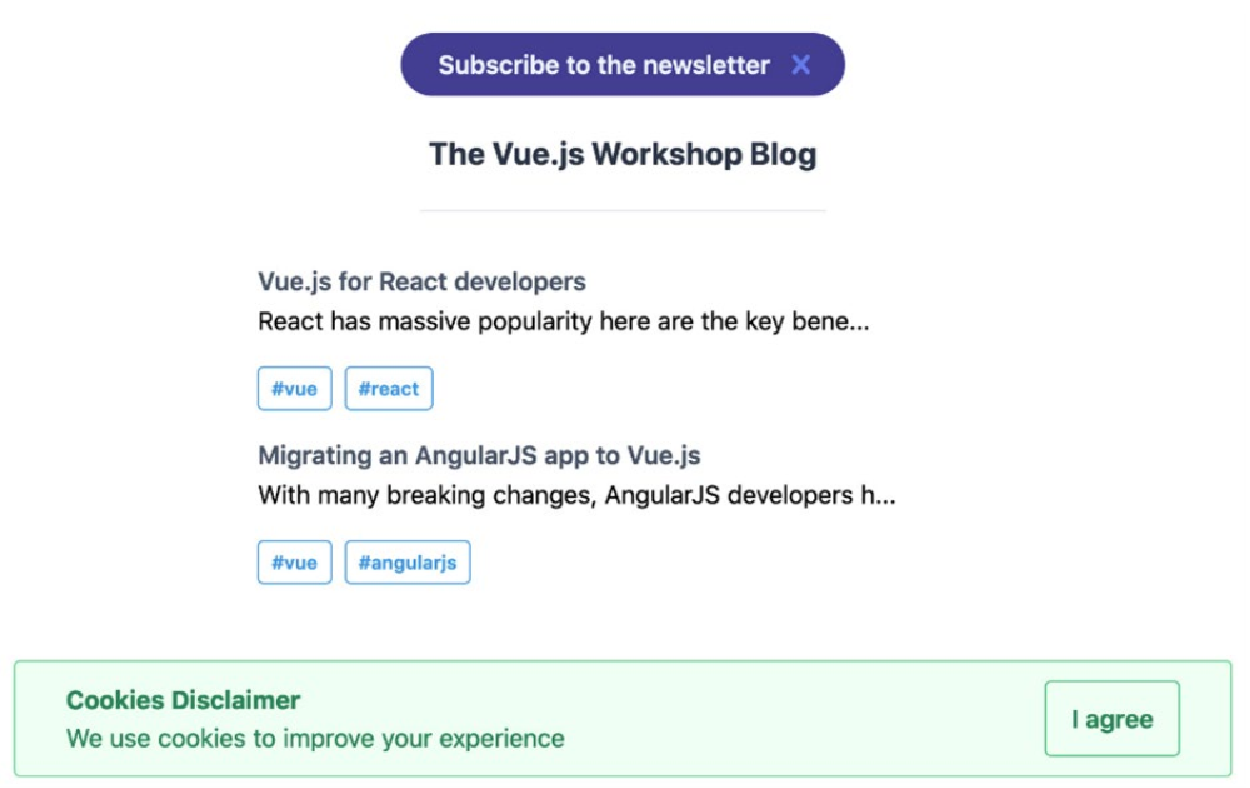 Subscribe to the newsletter X
The Vue.js Workshop Blog
Vue.js for React developers
React has massive popularity here are the key bene...
#vue #react
Migrating an AngularJS app to Vue.js
With many breaking changes, AngularJS developers h...
#vue #angularjs
Cookies Disclaimer
We use cookies to improve your experience
I agree